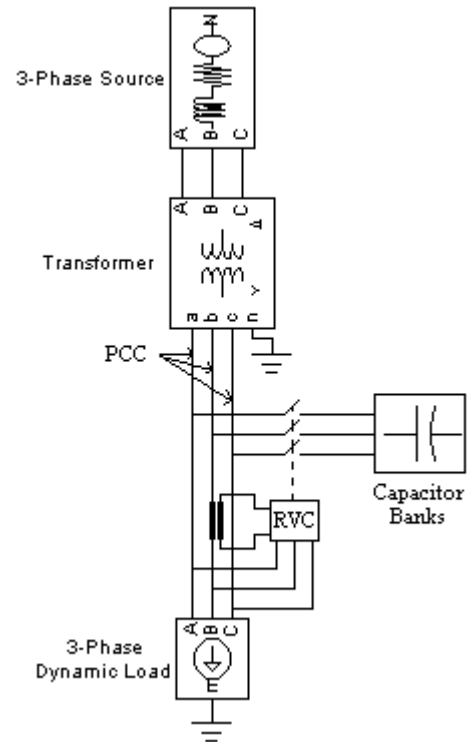 N
3-Phase Source
A B C
A B C
Δ
Transformer
Y
a b c n
PCC
Capacitor
Banks
RVC
A B C
3-Phase
Dynamic Load
m